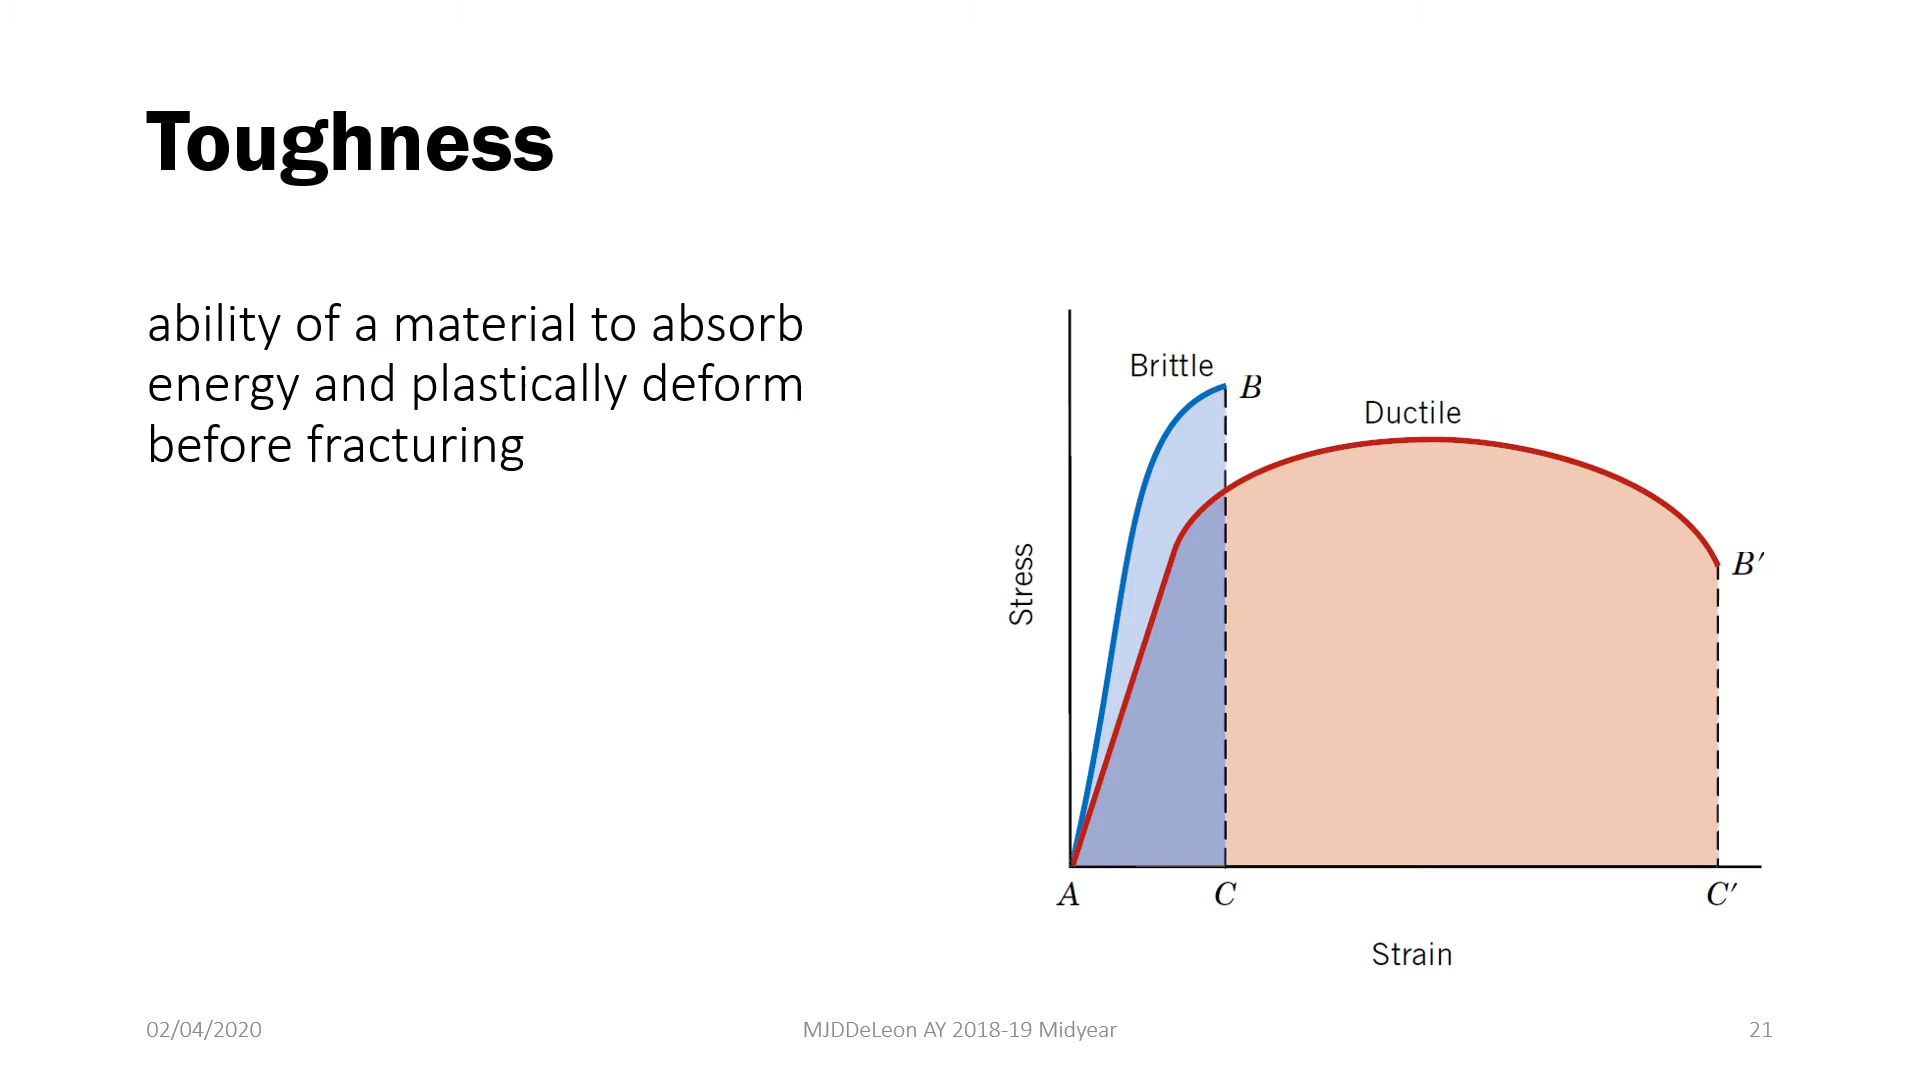 Toughness
ability of a material to absorb
energy and plastically deform
before fracturing
Brittle
B
Ductile
B′
Stress
A
C
C′
Strain
02/04/2020
MJDDeLeon AY 2018-19 Midyear
21